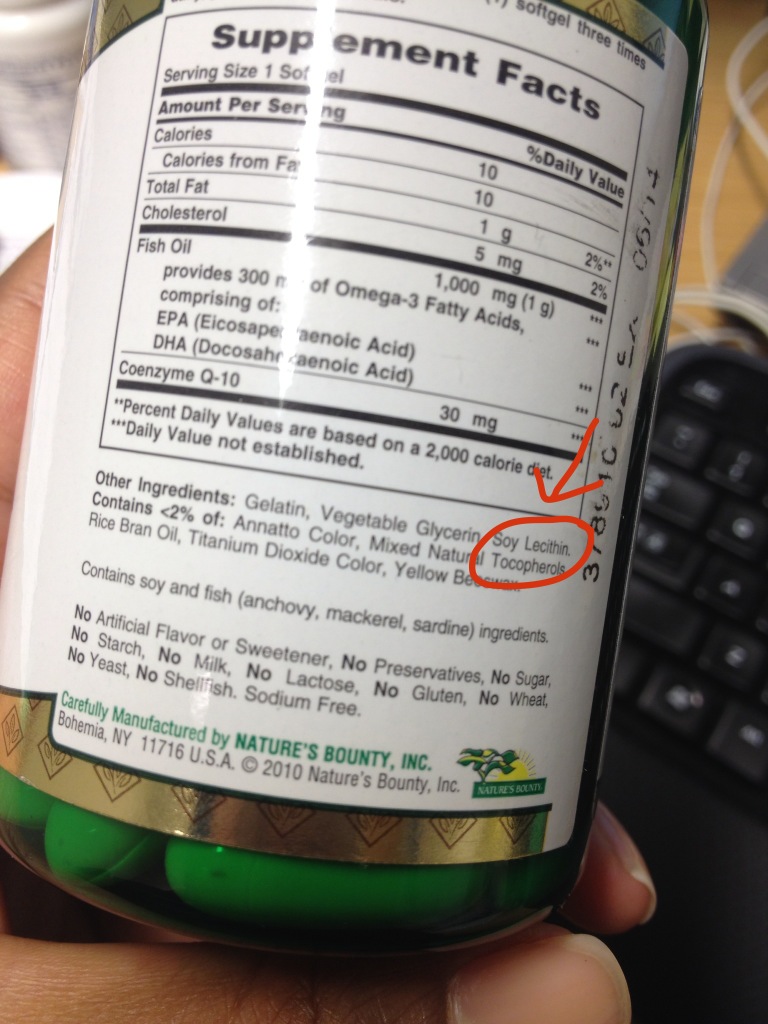 (1) softgel three times
Supplement Facts
Serving Size 1 Softgel
Amount Per Serving
%Daily Value
Calories 10
Calories from Fat 10
Total Fat 1 g 2%**
Cholesterol 5 mg 2%
Fish Oil 1,000 mg (1 g) ***
provides 300 mg of Omega-3 Fatty Acids, ***
comprising of:
EPA (Eicosapentaenoic Acid) ***
DHA (Docosahexaenoic Acid) ***
Coenzyme Q-10 30 mg ***
**Percent Daily Values are based on a 2,000 calorie diet.
***Daily Value not established.
Other Ingredients: Gelatin, Vegetable Glycerin, Soy Lecithin.
Contains <2% of: Annatto Color, Mixed Natural Tocopherols,
Rice Bran Oil, Titanium Dioxide Color, Yellow Beeswax.
Contains soy and fish (anchovy, mackerel, sardine) ingredients.
No Artificial Flavor or Sweetener, No Preservatives, No Sugar,
No Starch, No Milk, No Lactose, No Gluten, No Wheat,
No Yeast, No Shellfish. Sodium Free.
Carefully Manufactured by NATURE'S BOUNTY, INC.
Bohemia, NY 11716 U.S.A. © 2010 Nature's Bounty, Inc.
NATURE'S BOUNTY
05/14